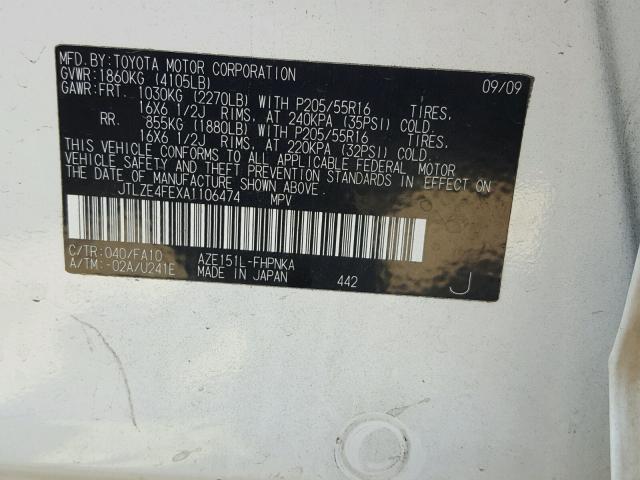 MFD.BY:TOYOTA MOTOR CORPORATION 09/09
GVWR:1860KG (4105LB)
GAWR:FRT. 1030KG (2270LB) WITH P205/55R16 TIRES,
16X6 1/2J RIMS, AT 240KPA (35PSI) COLD.
RR. 855KG (1880LB) WITH P205/55R16 TIRES,
16X6 1/2J RIMS, AT 220KPA (32PSI) COLD.
THIS VEHICLE CONFORMS TO ALL APPLICABLE FEDERAL MOTOR
VEHICLE SAFETY STANDARDS IN EFFECT ON
THE DATE OF MANUFACTURE SHOWN ABOVE.
JTLZE4FEXA1106474 MPV
C/TR:040/FA10 AZE151L-FHPNKA
A/TM:-02A/U241E MADE IN JAPAN 442 J